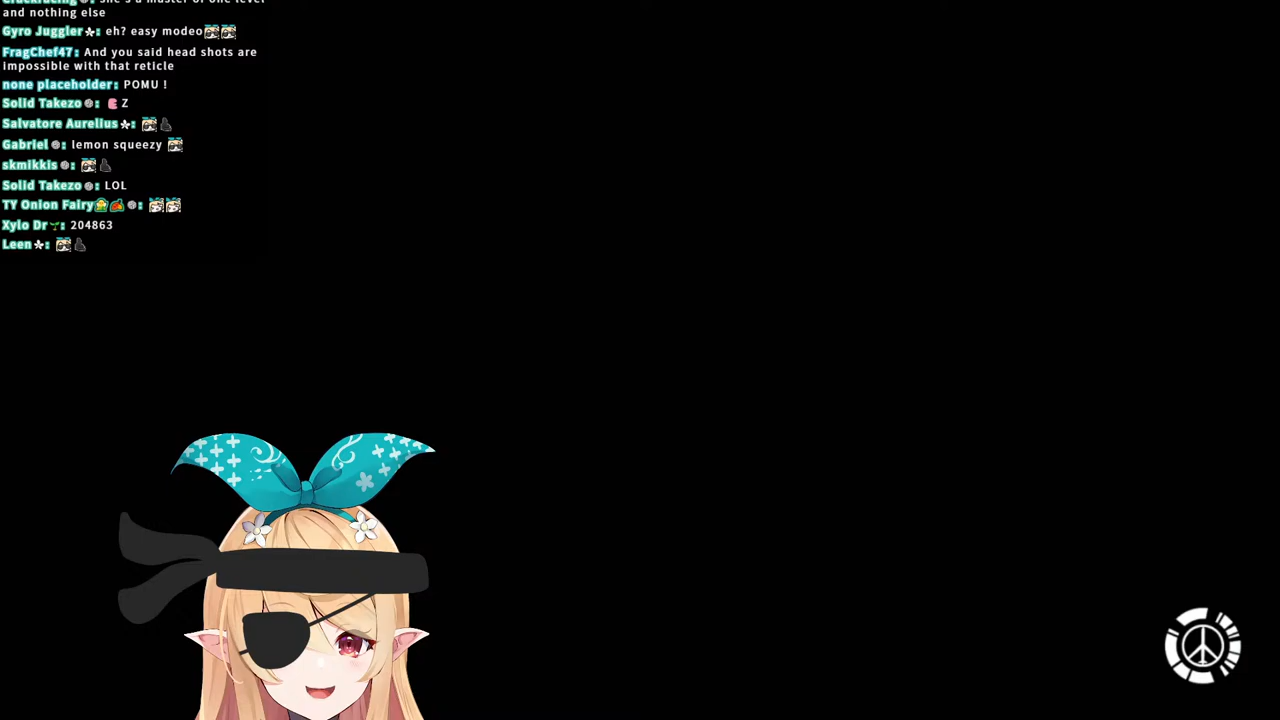 and nothing else
Gyro Juggler: eh? easy modeo
FragChef47: And you said head shots are
impossible with that reticle
none placeholder: POMU !
Solid Takezo: Z
Salvatore Aurelius:
Gabriel: lemon squeezy
skmikkis:
Solid Takezo: LOL
TY Onion Fairy:
Xylo Dr: 204863
Leen: